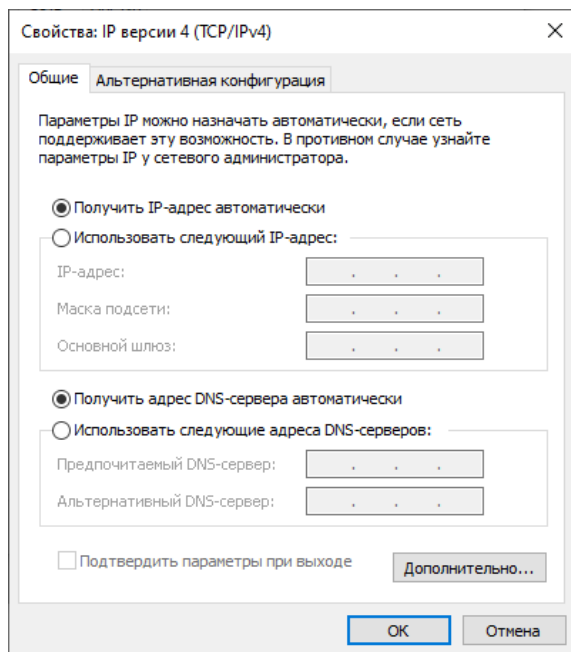 Свойства: IP версии 4 (TCP/IPv4)
Общие
Альтернативная конфигурация
Параметры IP можно назначать автоматически, если сеть
поддерживает эту возможность. В противном случае узнайте
параметры IP у сетевого администратора.
Получить IP-адрес автоматически
Использовать следующий IP-адрес:
IP-адрес:
Маска подсети:
Основной шлюз:
Получить адрес DNS-сервера автоматически
Использовать следующие адреса DNS-серверов:
Предпочитаемый DNS-сервер:
Альтернативный DNS-сервер:
Подтвердить параметры при выходе
Дополнительно...
ОК
Отмена